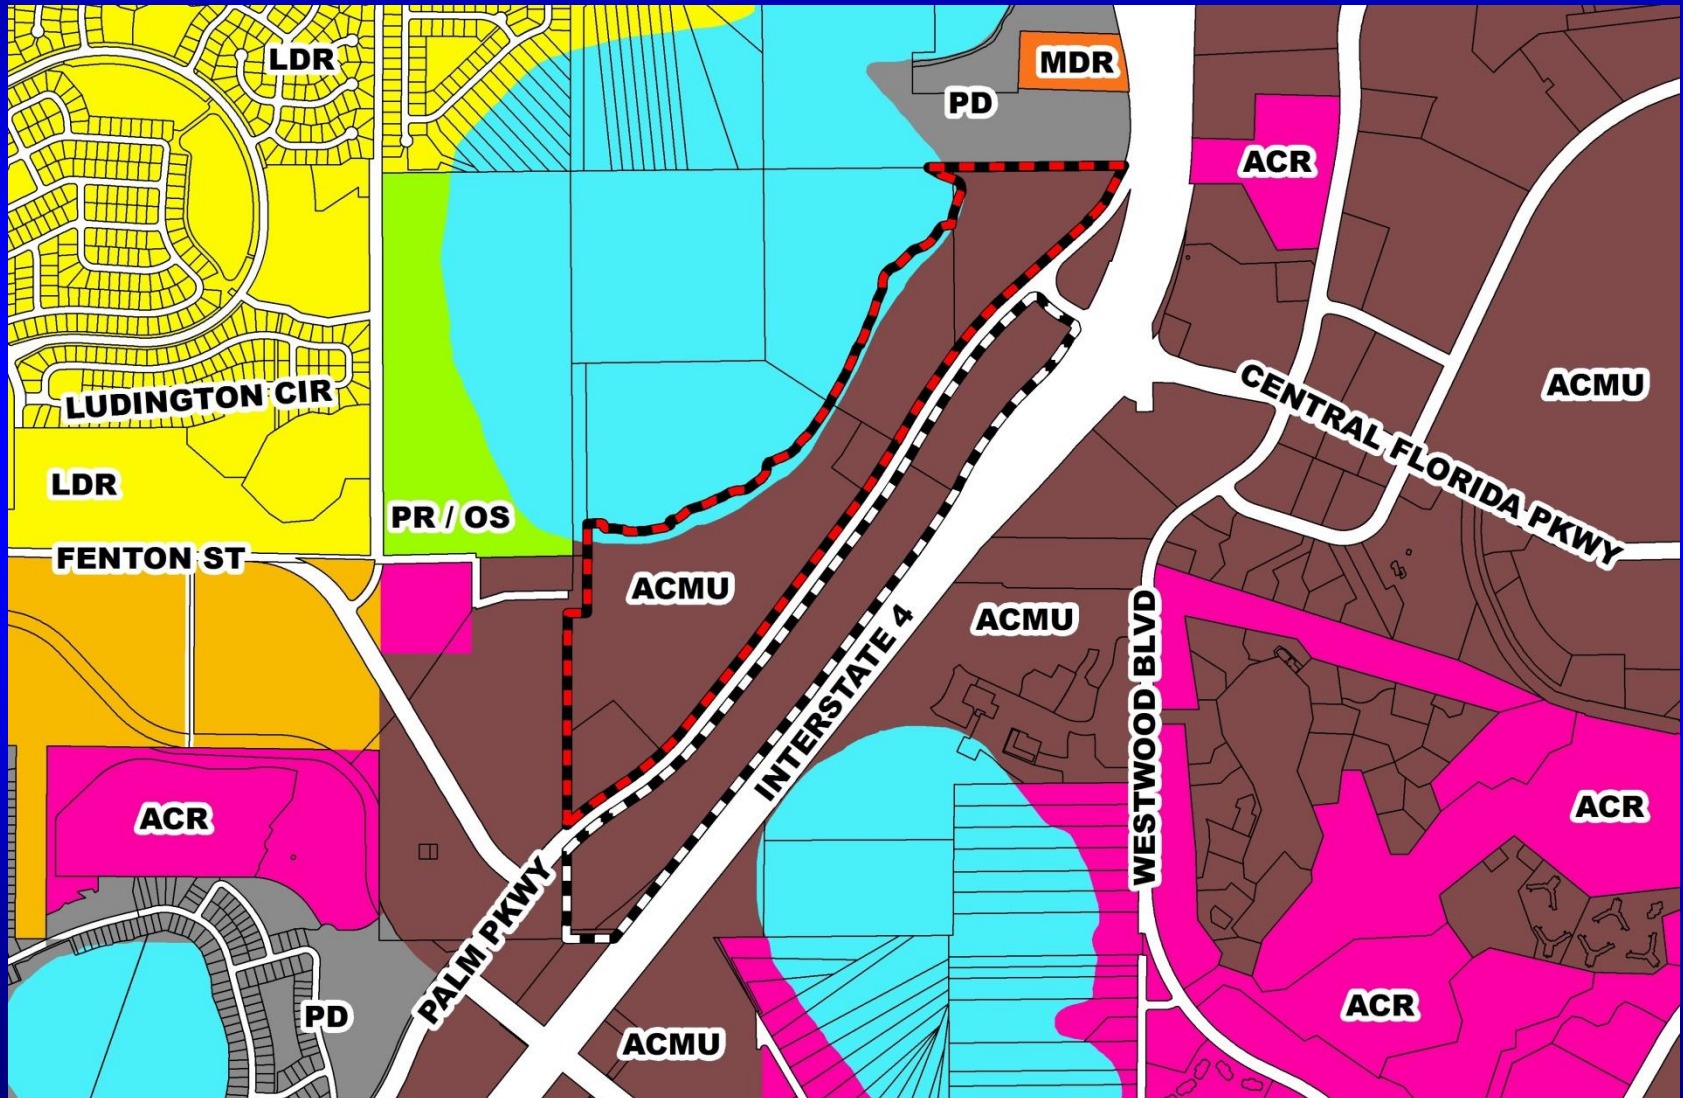 LDR
MDR
PD
ACR
ACMU
LUDINGTON CIR
CENTRAL FLORIDA PKWY
LDR
PR / OS
FENTON ST
ACMU
ACMU
WESTWOOD BLVD
INTERSTATE 4
ACR
ACR
PALM PKWY
PD
ACR
ACMU